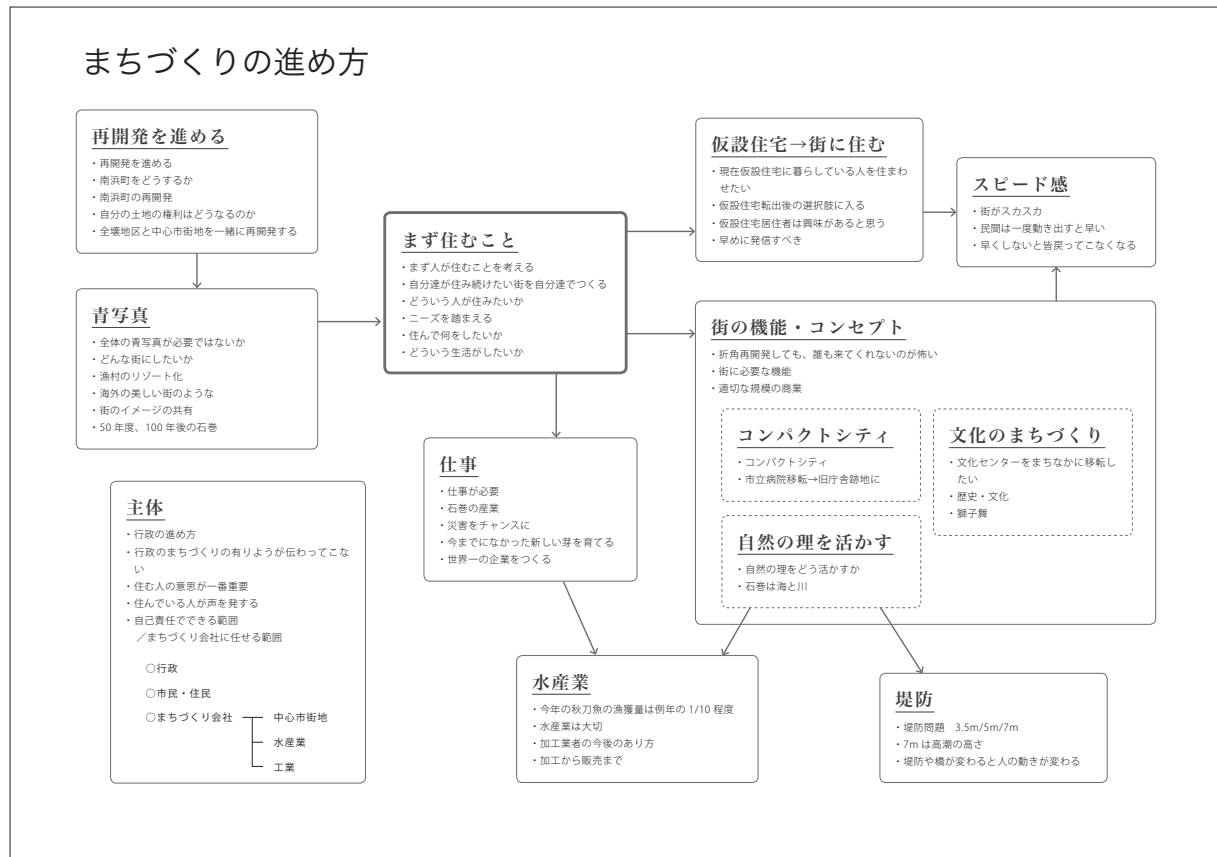 まちづくりの進め方
再開発を進める
・再開発を進める
・南浜町をどうするか
・南浜町の再開発
・自分の土地の権利はどうなるのか
・全壊地区と中心市街地を一緒に再開発する
青写真
・全体の青写真が必要ではないか
・どんな街にしたいか
・漁村のリゾート化
・海外の美しい街のような
・街のイメージの共有
・50 年度、100 年後の石巻
主体
・行政の進め方
・行政のまちづくりの有りようが伝わってこな
い
・住む人の意思が一番重要
・住んでいる人が声を発する
・自己責任でできる範囲
／まちづくり会社に任せる範囲
○行政
○市民・住民
○まちづくり会社
中心市街地
水産業
工業
まず住むこと
・まず人が住むことを考える
・自分達が住み続けたい街を自分達でつくる
・どういう人が住みたいか
・ニーズを踏まえる
・住んで何をしたいか
・どういう生活がしたいか
仕事
・仕事が必要
・石巻の産業
・災害をチャンスに
・今までになかった新しい芽を育てる
・世界一の企業をつくる
水産業
・今年の秋刀魚の漁獲量は例年の 1/10 程度
・水産業は大切
・加工業者の今後のあり方
・加工から販売まで
仮設住宅→街に住む
・現在仮設住宅に暮らしている人を住まわ
せたい
・仮設住宅転出後の選択肢に入る
・仮設住宅居住者は興味があると思う
・早めに発信すべき
スピード感
・街がスカスカ
・民間は一度動き出すと早い
・早くしないと皆戻ってこなくなる
街の機能・コンセプト
・折角再開発しても、誰も来てくれないのが怖い
・街に必要な機能
・適切な規模の商業
コンパクトシティ
・コンパクトシティ
・市立病院移転→旧庁舎跡地に
文化のまちづくり
・文化センターをまちなかに移転し
たい
・歴史・文化
・獅子舞
自然の理を活かす
・自然の理をどう活かすか
・石巻は海と川
堤防
・堤防問題　3.5m/5m/7m
・7m は高潮の高さ
・堤防や橋が変わると人の動きが変わる